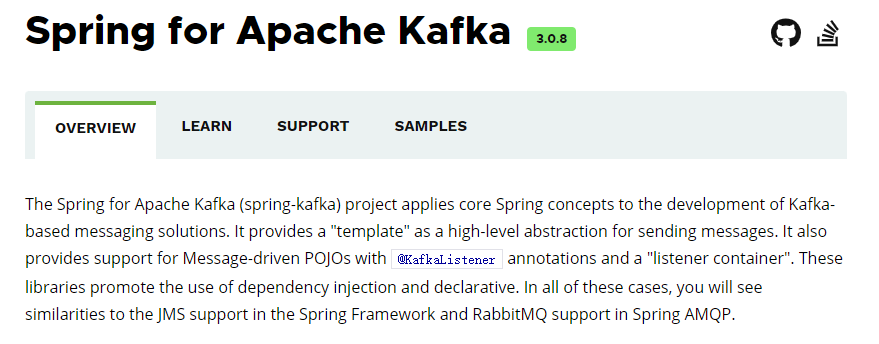 Spring for Apache Kafka 3.0.8
OVERVIEW LEARN SUPPORT SAMPLES
The Spring for Apache Kafka (spring-kafka) project applies core Spring concepts to the development of Kafka-
based messaging solutions. It provides a "template" as a high-level abstraction for sending messages. It also
provides support for Message-driven POJOs with @KafkaListener annotations and a "listener container". These
libraries promote the use of dependency injection and declarative. In all of these cases, you will see
similarities to the JMS support in the Spring Framework and RabbitMQ support in Spring AMQP.